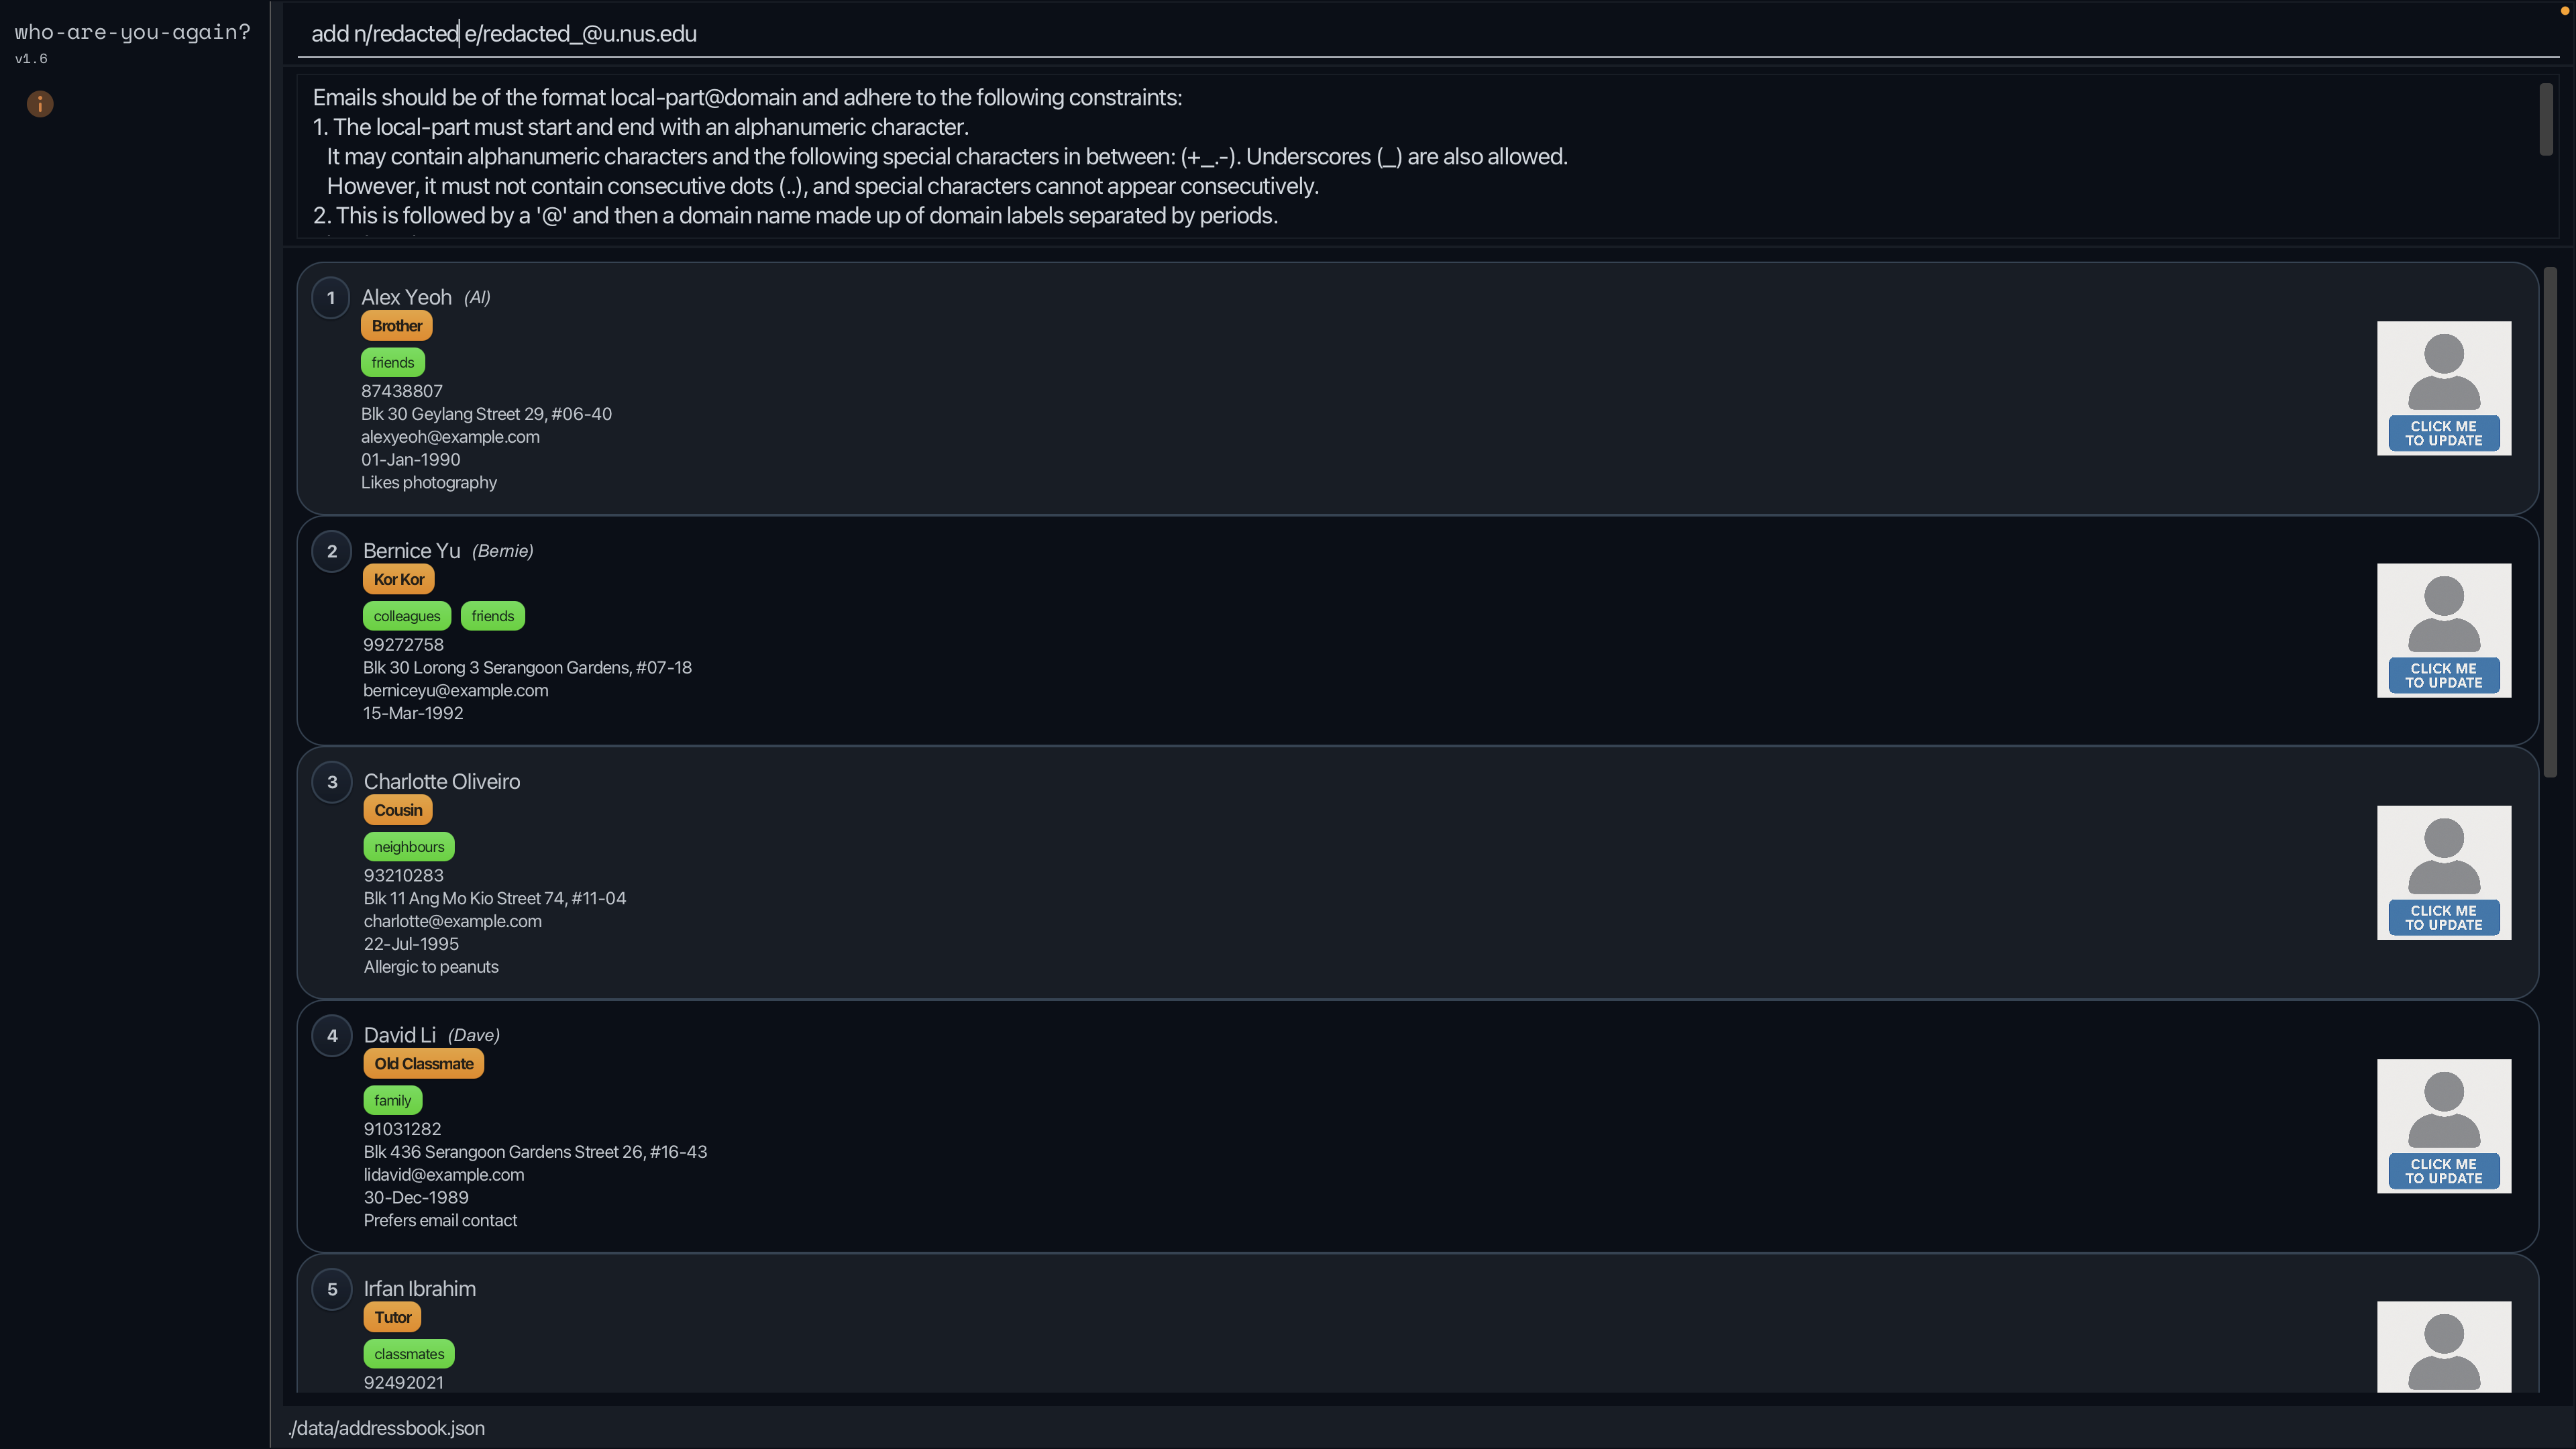 who-are-you-again?
v1.6
i
add n/redacted e/redacted_@u.nus.edu
Emails should be of the format local-part@domain and adhere to the following constraints:
1. The local-part must start and end with an alphanumeric character.
It may contain alphanumeric characters and the following special characters in between: (+_.-). Underscores (_) are also allowed.
However, it must not contain consecutive dots (..), and special characters cannot appear consecutively.
2. This is followed by a '@' and then a domain name made up of domain labels separated by periods.
1 Alex Yeoh (Al)
Brother
friends
87438807
Blk 30 Geylang Street 29, #06-40
alexyeoh@example.com
01-Jan-1990
Likes photography
CLICK ME
TO UPDATE
2 Bernice Yu (Bernie)
Kor Kor
colleagues friends
99272758
Blk 30 Lorong 3 Serangoon Gardens, #07-18
berniceyu@example.com
15-Mar-1992
CLICK ME
TO UPDATE
3 Charlotte Oliveiro
Cousin
neighbours
93210283
Blk 11 Ang Mo Kio Street 74, #11-04
charlotte@example.com
22-Jul-1995
Allergic to peanuts
CLICK ME
TO UPDATE
4 David Li (Dave)
Old Classmate
family
91031282
Blk 436 Serangoon Gardens Street 26, #16-43
lidavid@example.com
30-Dec-1989
Prefers email contact
CLICK ME
TO UPDATE
5 Irfan Ibrahim
Tutor
classmates
92492021
./data/addressbook.json